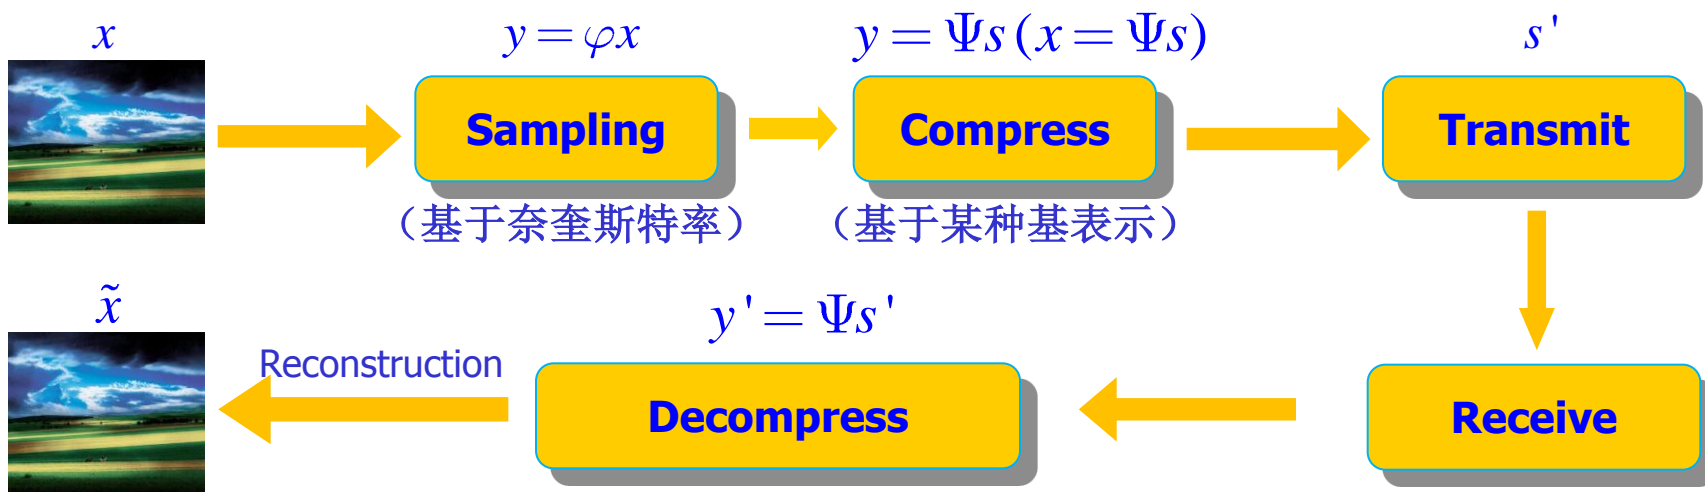 x
y = φx
y = Ψs (x = Ψs)
s'
Sampling
Compress
Transmit
（基于奈奎斯特率）
（基于某种基表示）
x̃
y' = Ψs'
Reconstruction
Decompress
Receive